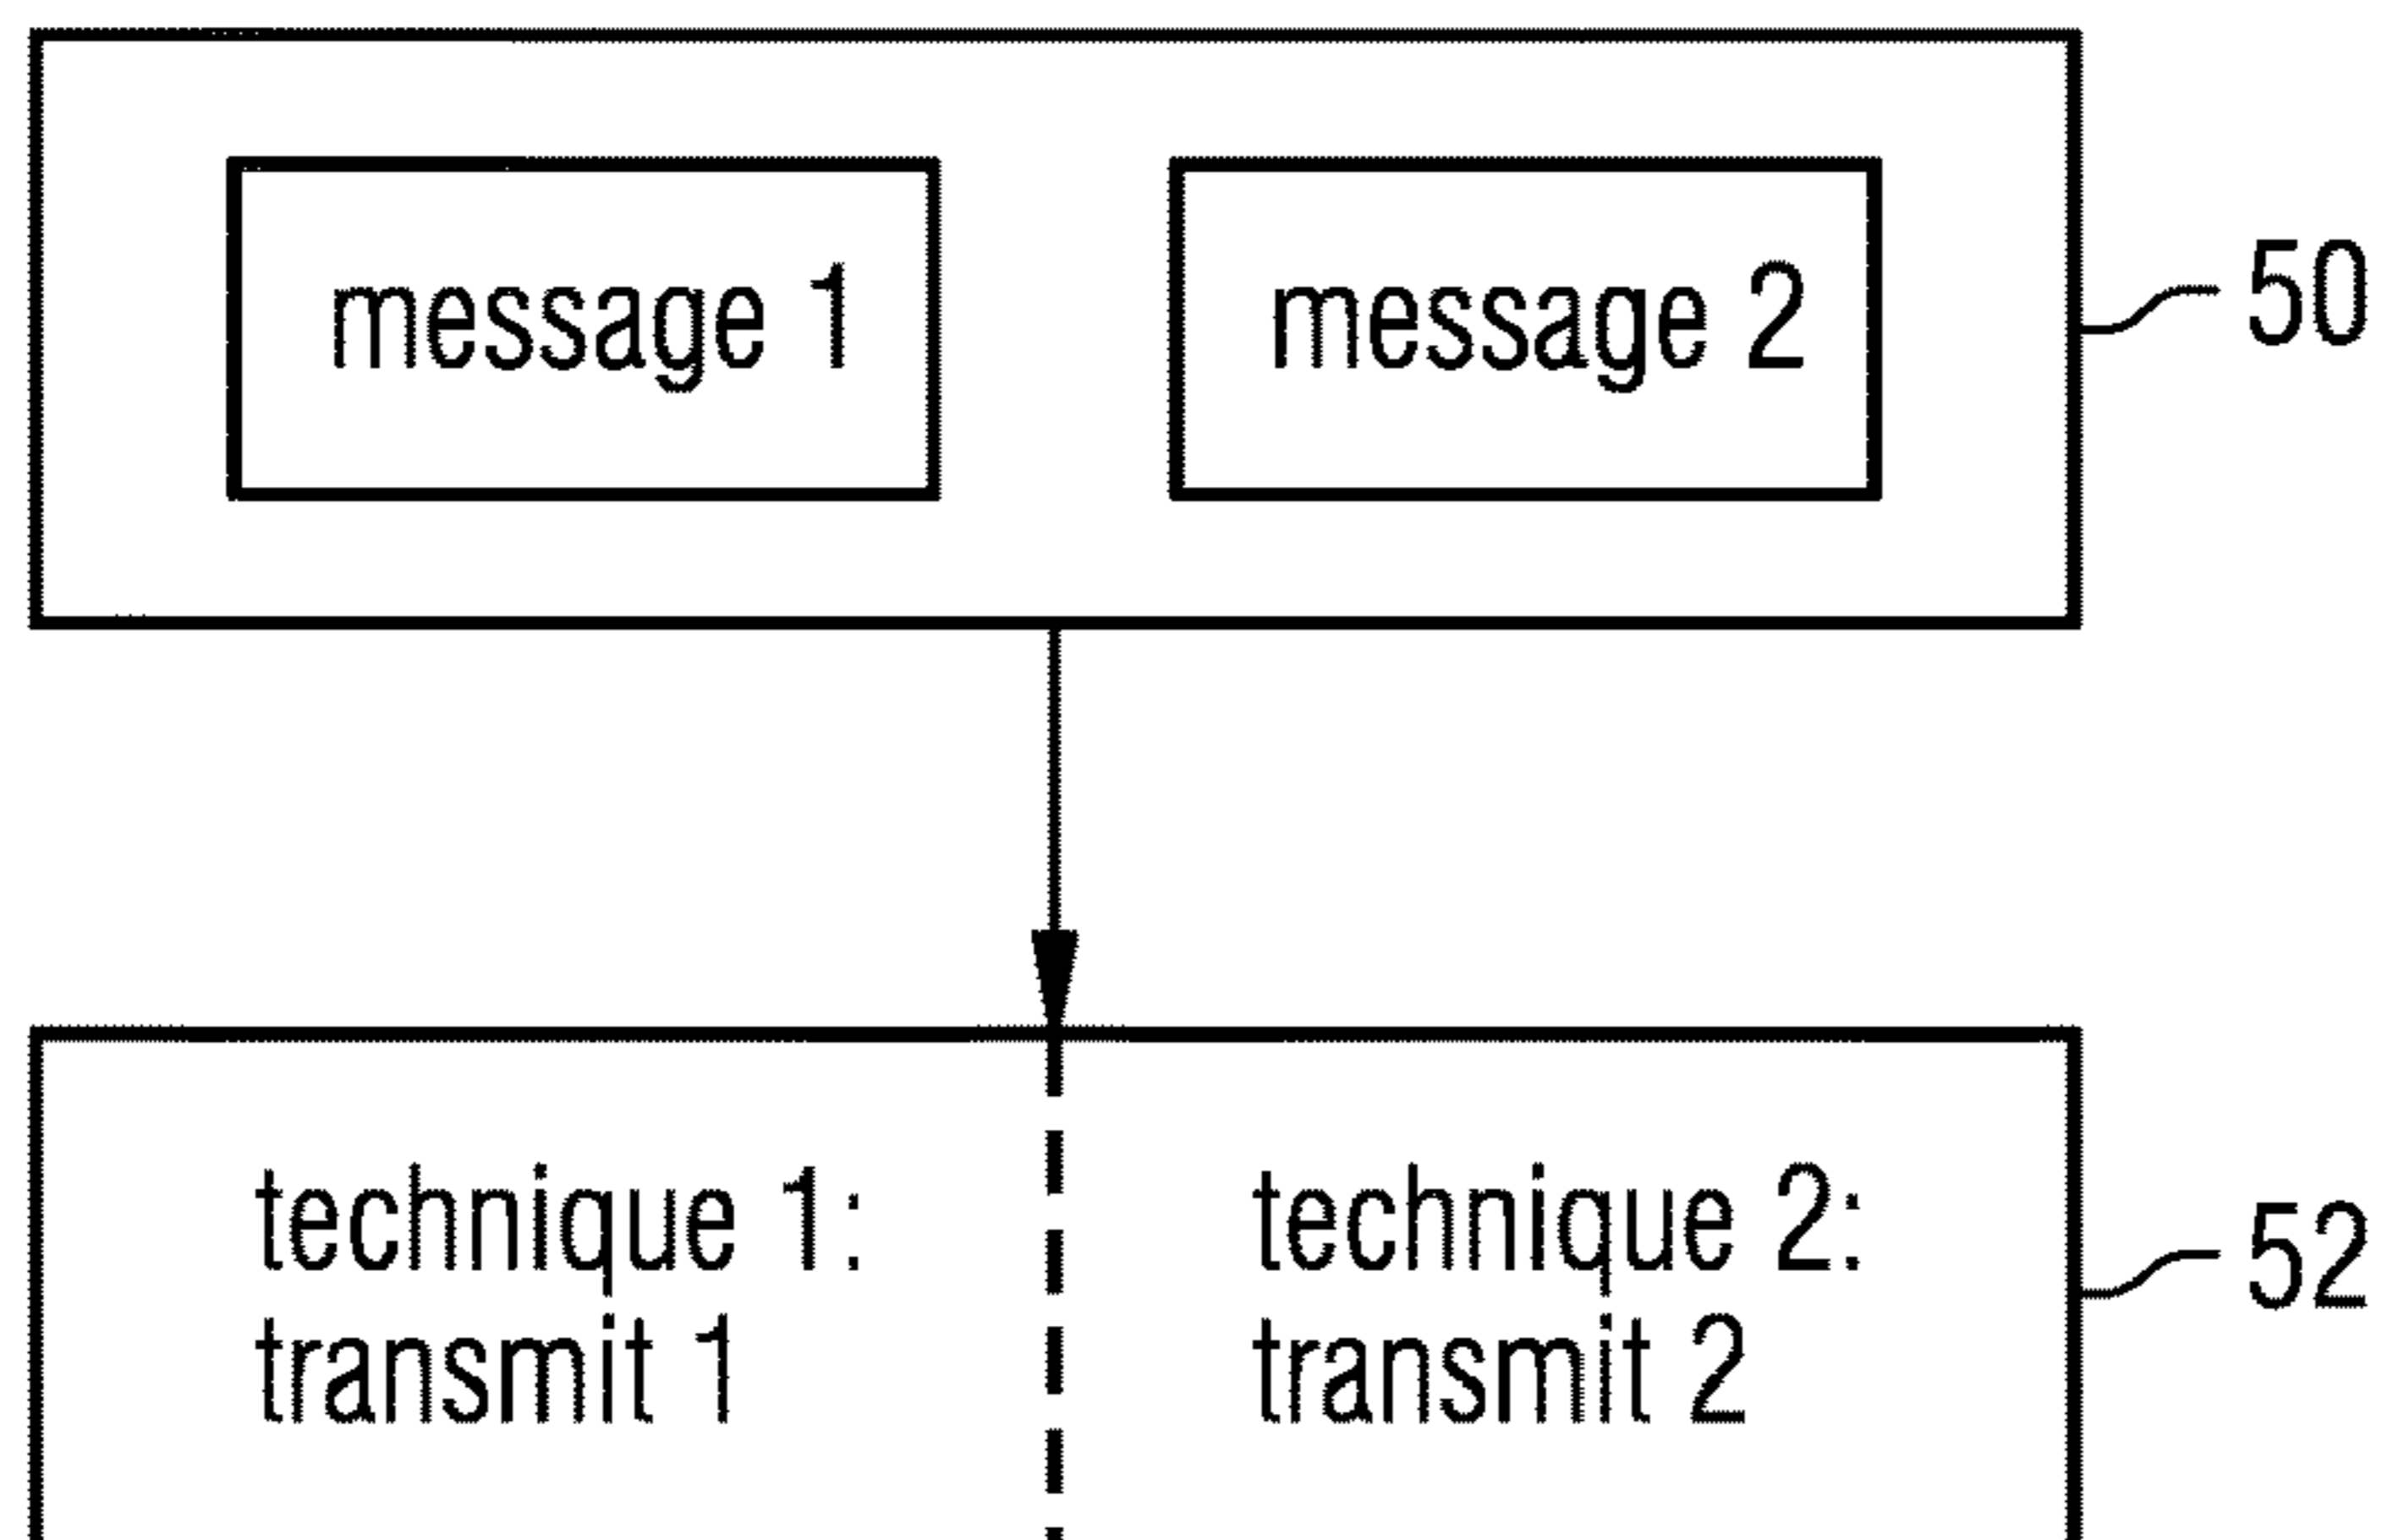 message 1
message 2
50
technique 1:
transmit 1
technique 2:
transmit 2
52